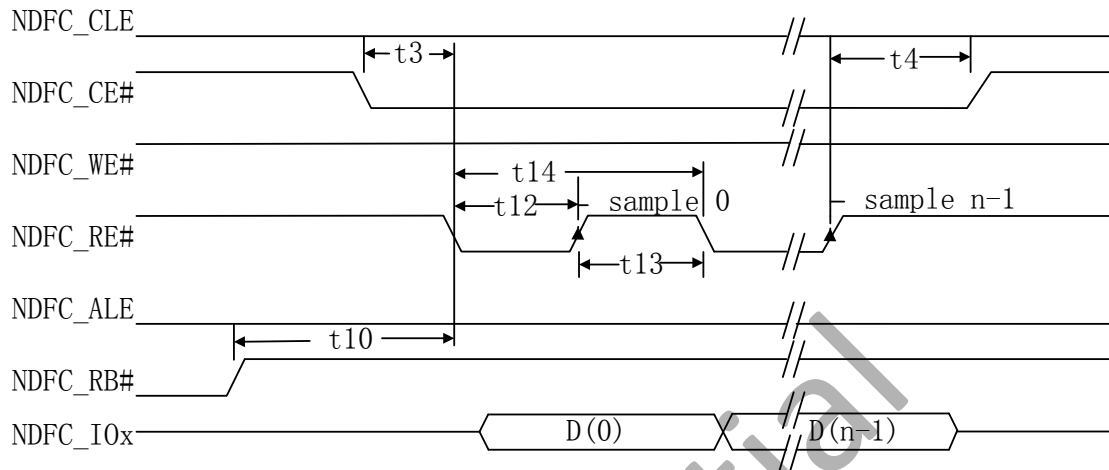 NDFC_CLE
t3
t4
NDFC_CE#
NDFC_WE#
t14
t12 sample 0
sample n-1
NDFC_RE#
t13
NDFC_ALE
t10
NDFC_RB#
NDFC_IOx
D(0)
D(n-1)
tial